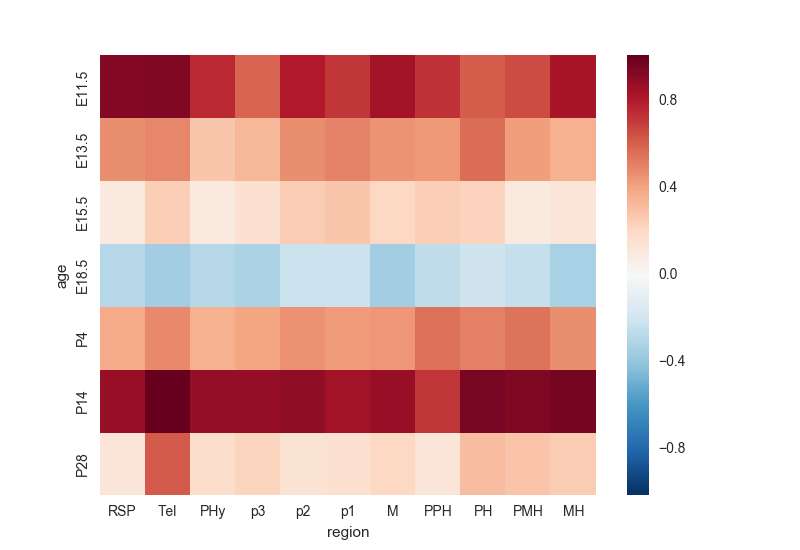 E11.5
E13.5
E15.5
E18.5
P4
P14
P28
age
RSP Tel PHy p3 p2 p1 M PPH PH PMH MH
region
0.8
0.4
0.0
−0.4
−0.8